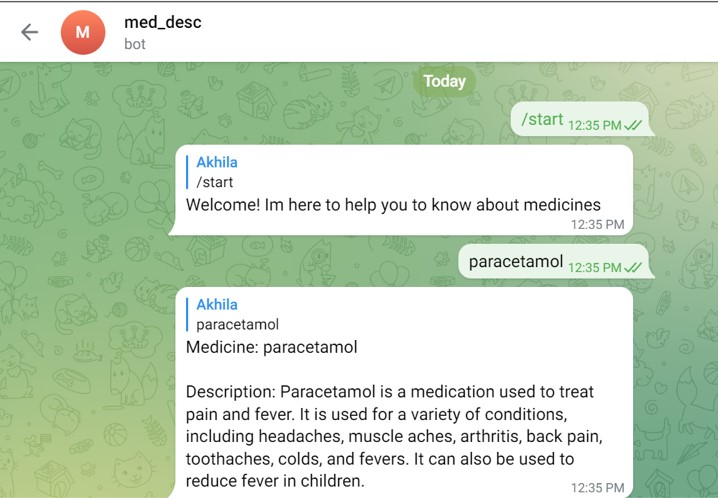 M
med_desc
bot
Today
/start 12:35 PM
Akhila
/start
Welcome! Im here to help you to know about medicines
12:35 PM
paracetamol 12:35 PM
Akhila
paracetamol
Medicine: paracetamol
Description: Paracetamol is a medication used to treat
pain and fever. It is used for a variety of conditions,
including headaches, muscle aches, arthritis, back pain,
toothaches, colds, and fevers. It can also be used to
reduce fever in children.
12:35 PM